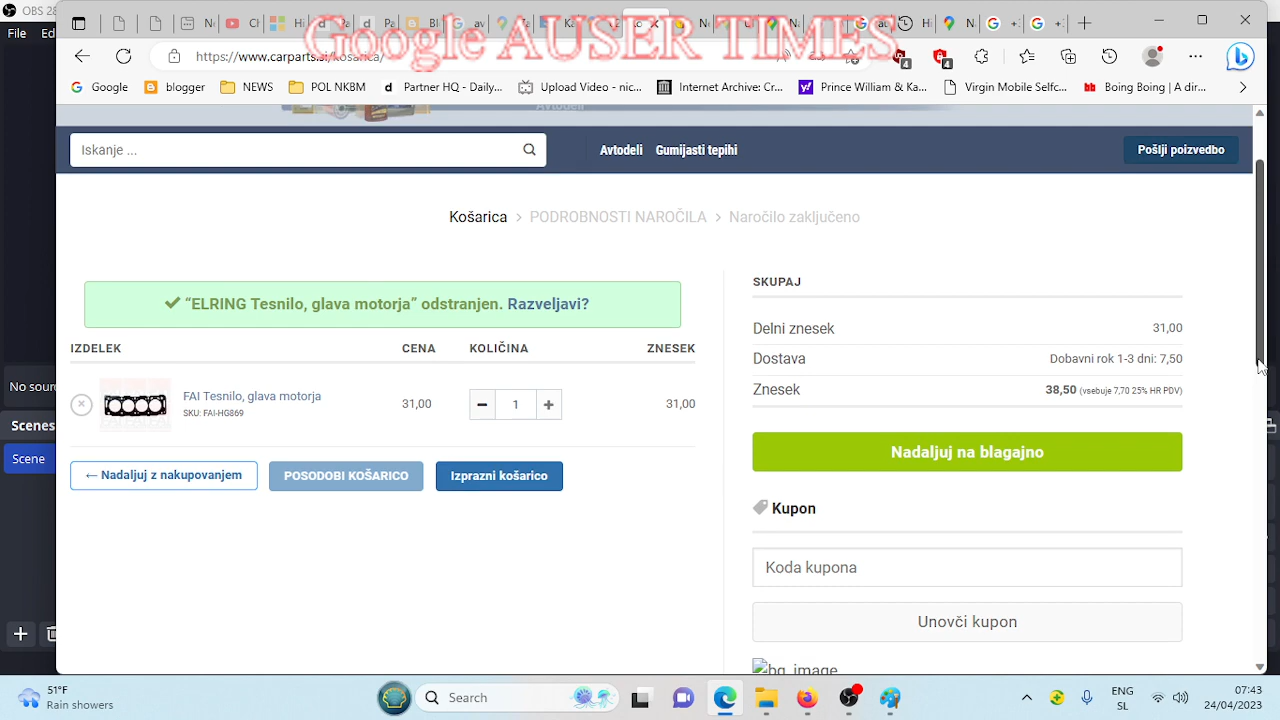 OBS 28
File
Google AUSER TIMES
https://www.carparts.si/kosarica/
4
4
Google
blogger
NEWS
POL NKBM
Partner HQ - Daily...
Upload Video - nic...
Internet Archive: Cr...
Prince William & Ka...
Virgin Mobile Selfc...
Boing Boing | A dir...
Avtodeli
Iskanje ...
Avtodeli
Gumijasti tepihi
Pošlji poizvedbo
Košarica > PODROBNOSTI NAROČILA > Naročilo zaključeno
“ELRING Tesnilo, glava motorja” odstranjen. Razveljavi?
IZDELEK CENA KOLIČINA ZNESEK
FAI Tesnilo, glava motorja
SKU: FAI-HG869
31,00 − 1 + 31,00
← Nadaljuj z nakupovanjem
POSODOBI KOŠARICO
Izprazni košarico
SKUPAJ
Delni znesek 31,00
Dostava Dobavni rok 1-3 dni: 7,50
Znesek 38,50 (vsebuje 7,70 25% HR PDV)
Nadaljuj na blagajno
Kupon
Koda kupona
Unovči kupon
bg_image
No sour
Scenes
Scene
51°F
Rain showers
Search
ENG
SL
07:43
24/04/2023